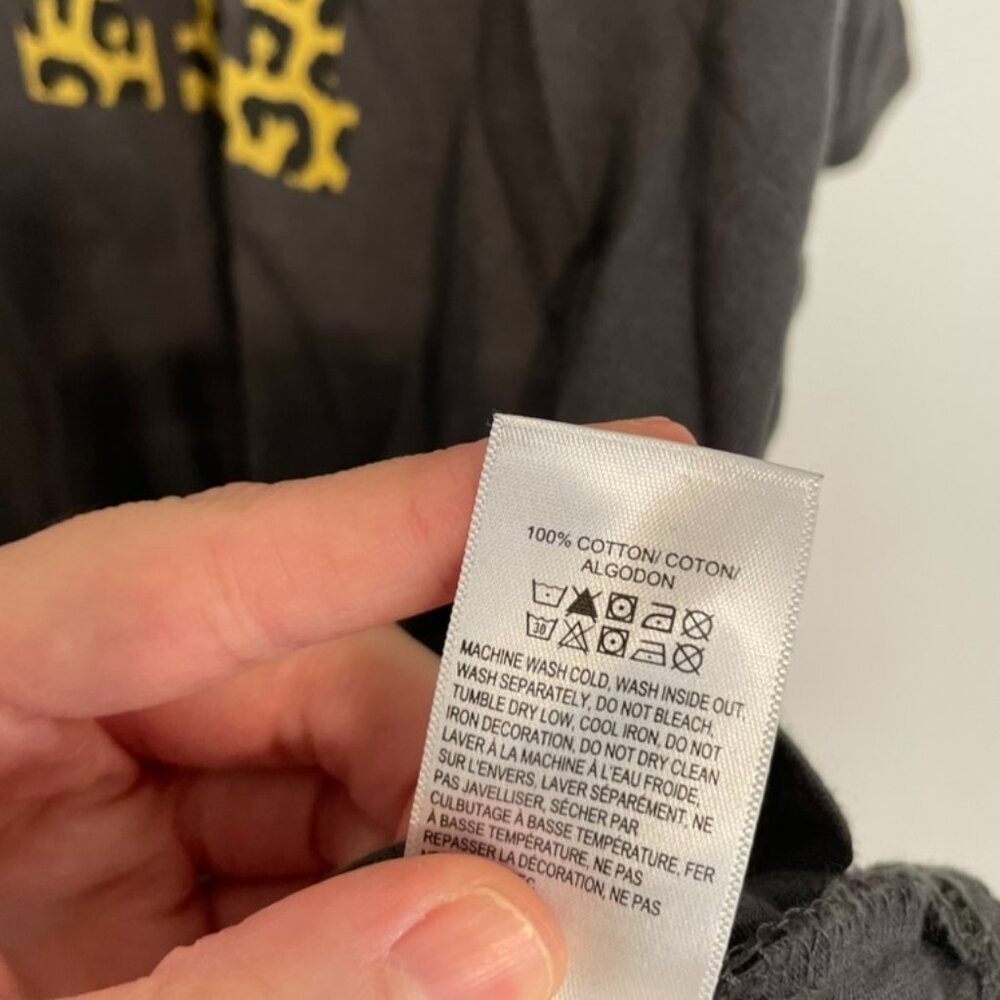 100% COTTON/ COTON/
ALGODON
30
MACHINE WASH COLD, WASH INSIDE OUT,
WASH SEPARATELY, DO NOT BLEACH,
TUMBLE DRY LOW, COOL IRON, DO NOT
IRON DECORATION, DO NOT DRY CLEAN
LAVER À LA MACHINE À L'EAU FROIDE,
SUR L'ENVERS, LAVER SÉPARÉMENT, NE
PAS JAVELLISER, SÉCHER PAR
CULBUTAGE À BASSE TEMPÉRATURE, FER
À BASSE TEMPÉRATURE, NE PAS
REPASSER LA DÉCORATION, NE PAS